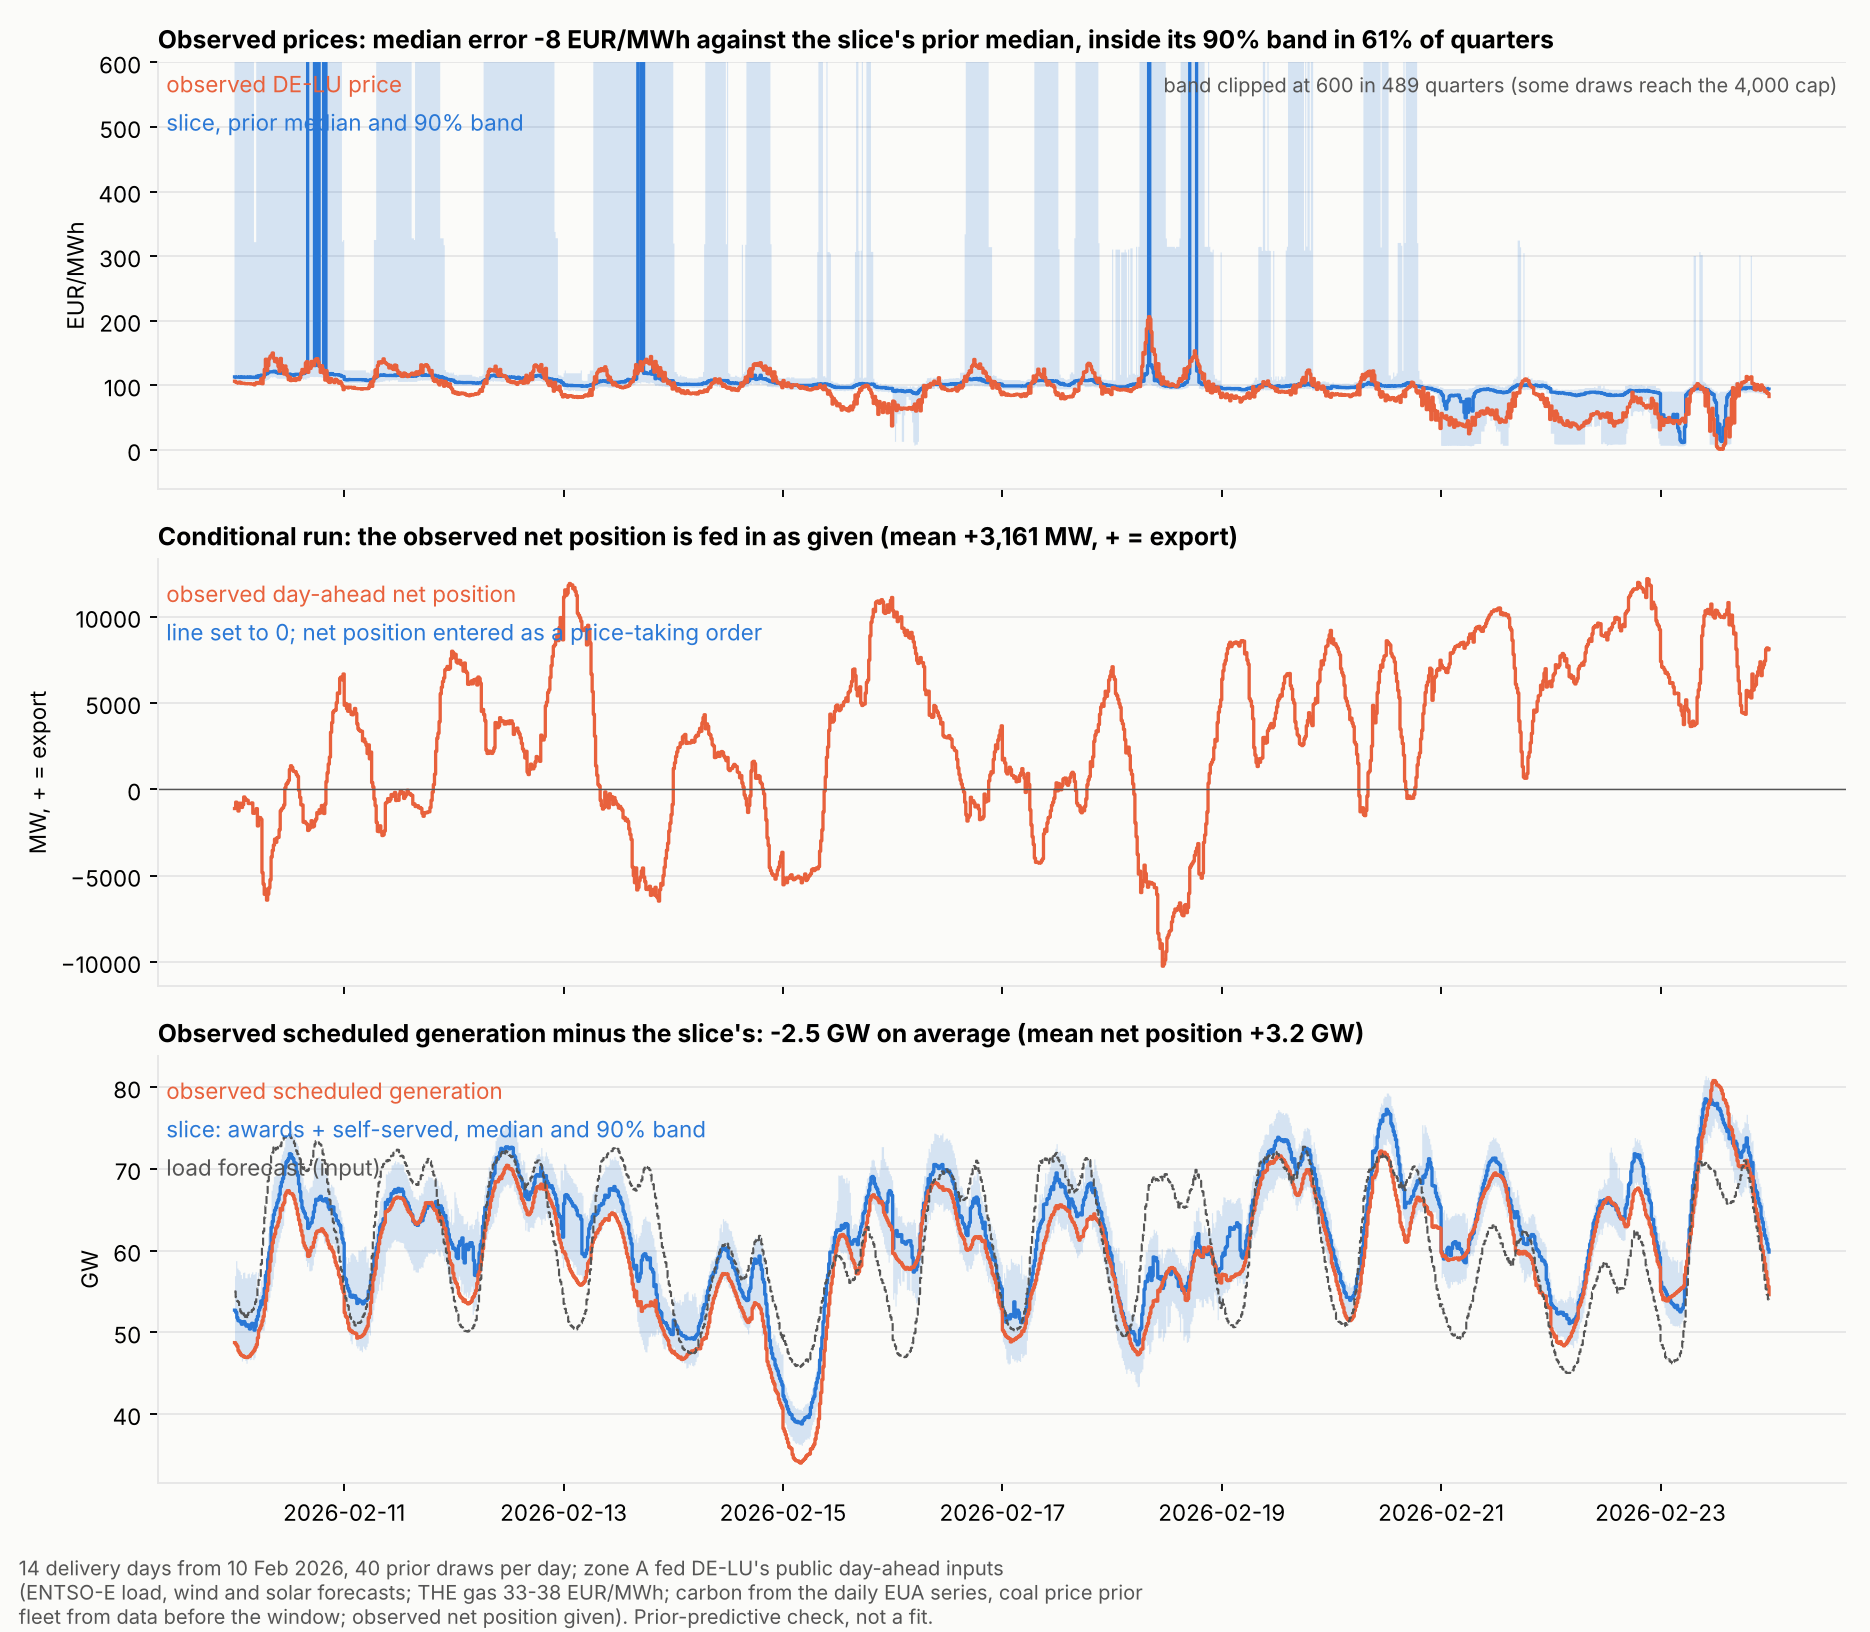 Observed prices: median error -8 EUR/MWh against the slice's prior median, inside its 90% band in 61% of quarters
600
observed DE-LU price
band clipped at 600 in 489 quarters (some draws reach the 4,000 cap)
slice, prior median and 90% band
500
400
300
200
100
0
EUR/MWh
Conditional run: the observed net position is fed in as given (mean +3,161 MW, + = export)
observed day-ahead net position
line set to 0; net position entered as a price-taking order
10000
5000
0
−5000
−10000
MW, + = export
Observed scheduled generation minus the slice's: -2.5 GW on average (mean net position +3.2 GW)
observed scheduled generation
slice: awards + self-served, median and 90% band
load forecast (input)
80
70
60
50
40
GW
2026-02-11
2026-02-13
2026-02-15
2026-02-17
2026-02-19
2026-02-21
2026-02-23
14 delivery days from 10 Feb 2026, 40 prior draws per day; zone A fed DE-LU's public day-ahead inputs
(ENTSO-E load, wind and solar forecasts; THE gas 33-38 EUR/MWh; carbon from the daily EUA series, coal price prior
fleet from data before the window; observed net position given). Prior-predictive check, not a fit.